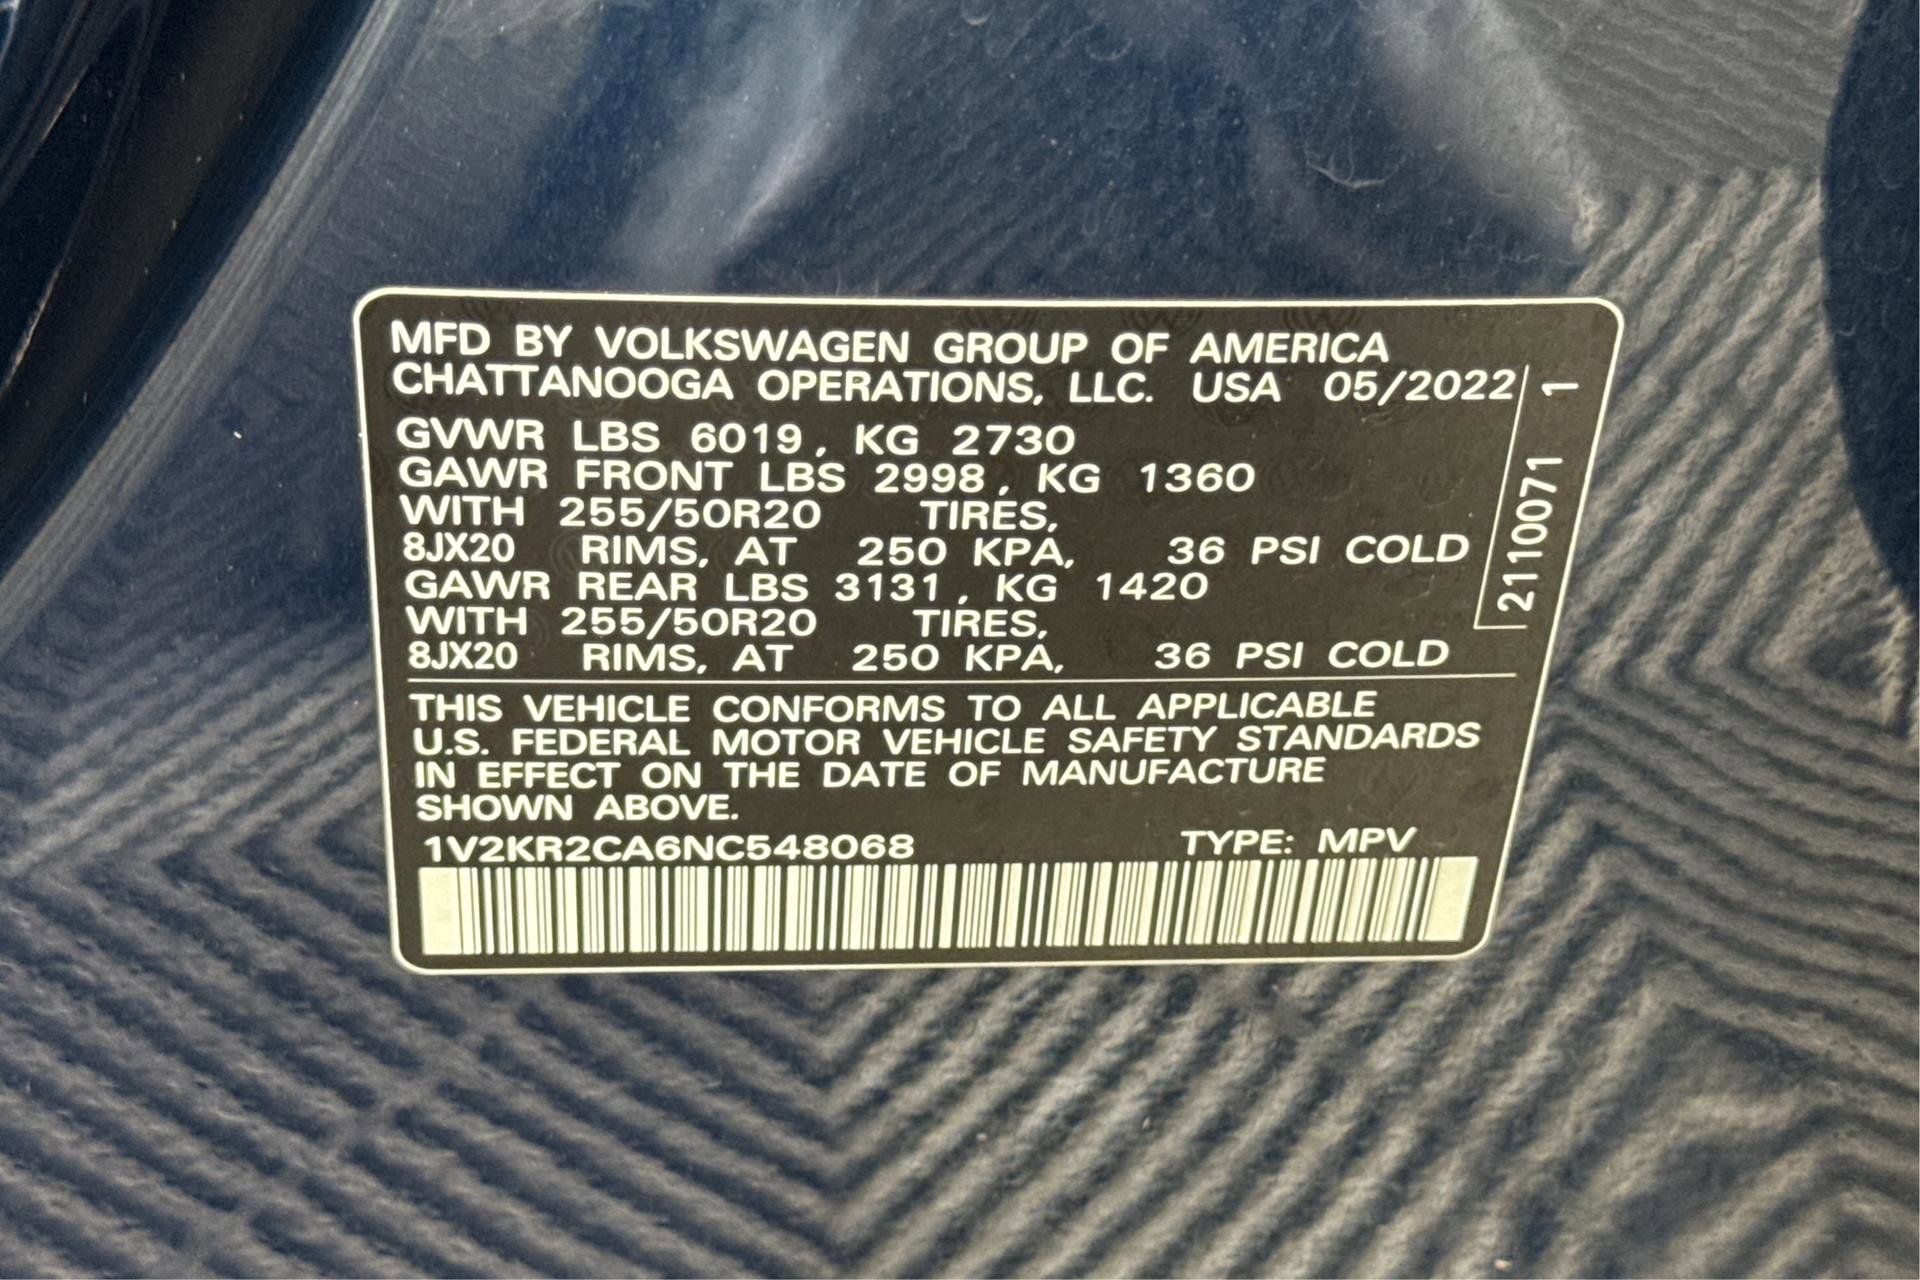 MFD BY VOLKSWAGEN GROUP OF AMERICA
CHATTANOOGA OPERATIONS, LLC. USA 05/2022
GVWR LBS 6019, KG 2730
GAWR FRONT LBS 2998, KG 1360
WITH 255/50R20 TIRES,
8JX20 RIMS, AT 250 KPA, 36 PSI COLD
GAWR REAR LBS 3131, KG 1420
WITH 255/50R20 TIRES,
8JX20 RIMS, AT 250 KPA, 36 PSI COLD
2110071 1
THIS VEHICLE CONFORMS TO ALL APPLICABLE
U.S. FEDERAL MOTOR VEHICLE SAFETY STANDARDS
IN EFFECT ON THE DATE OF MANUFACTURE
SHOWN ABOVE.
1V2KR2CA6NC548068 TYPE: MPV